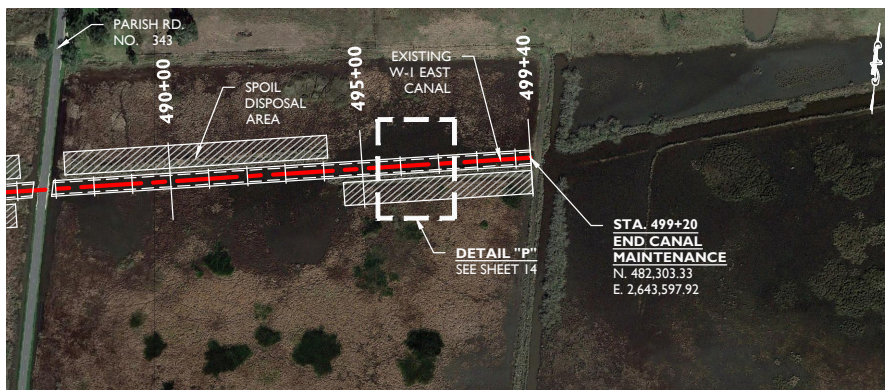 PARISH RD.
NO. 343
490+00
SPOIL
DISPOSAL
AREA
495+00
EXISTING
W-1 EAST
CANAL
499+40
DETAIL "P"
SEE SHEET 14
STA. 499+20
END CANAL
MAINTENANCE
N. 482,303.33
E. 2,643,597.92